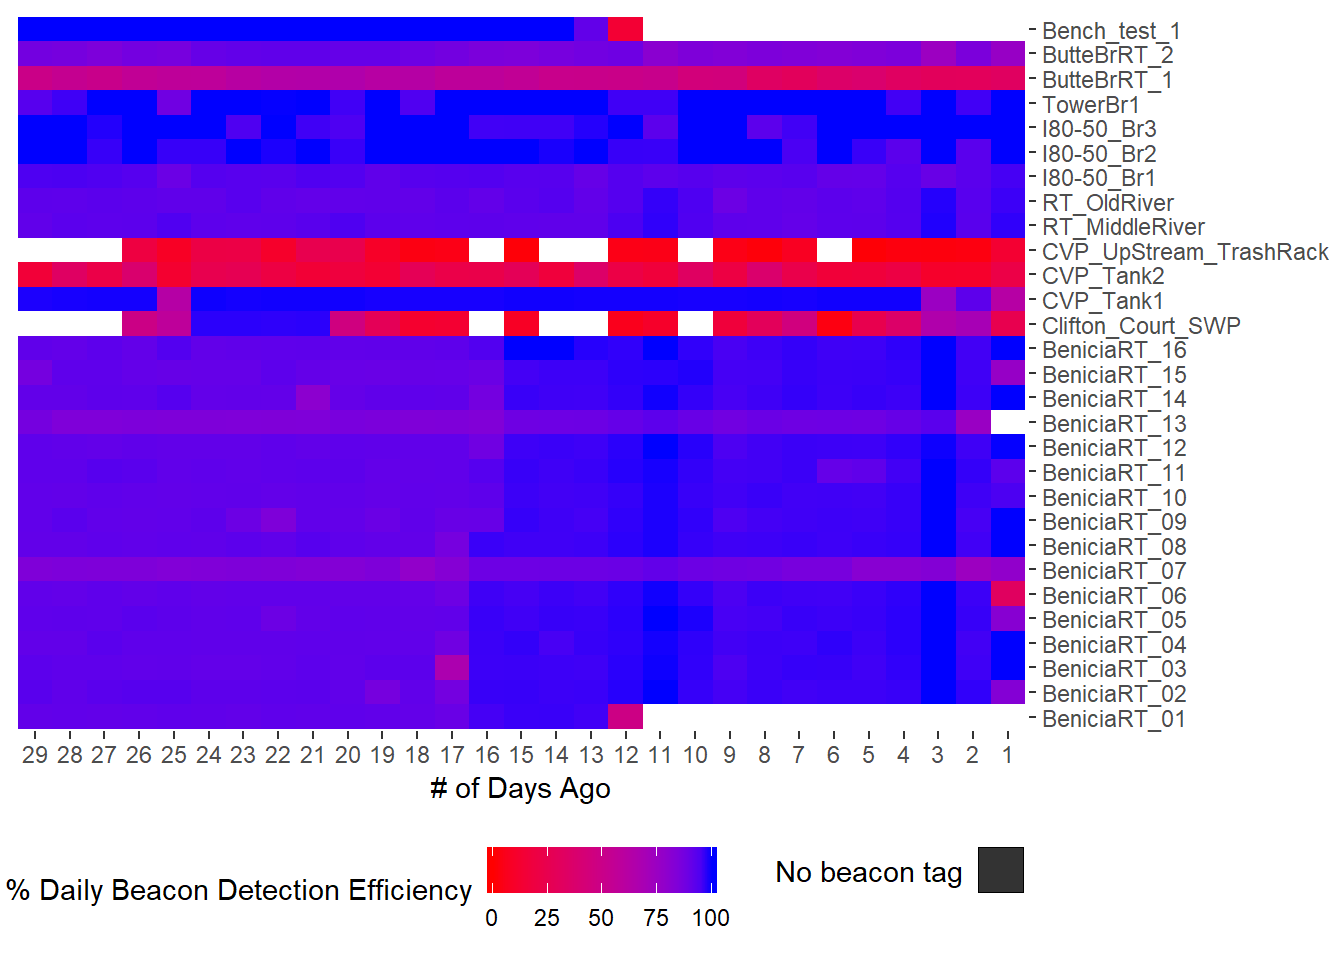 Bench_test_1
ButteBrRT_2
ButteBrRT_1
TowerBr1
I80-50_Br3
I80-50_Br2
I80-50_Br1
RT_OldRiver
RT_MiddleRiver
CVP_UpStream_TrashRack
CVP_Tank2
CVP_Tank1
Clifton_Court_SWP
BeniciaRT_16
BeniciaRT_15
BeniciaRT_14
BeniciaRT_13
BeniciaRT_12
BeniciaRT_11
BeniciaRT_10
BeniciaRT_09
BeniciaRT_08
BeniciaRT_07
BeniciaRT_06
BeniciaRT_05
BeniciaRT_04
BeniciaRT_03
BeniciaRT_02
BeniciaRT_01
29 28 27 26 25 24 23 22 21 20 19 18 17 16 15 14 13 12 11 10 9 8 7 6 5 4 3 2 1
# of Days Ago
% Daily Beacon Detection Efficiency
0 25 50 75 100
No beacon tag